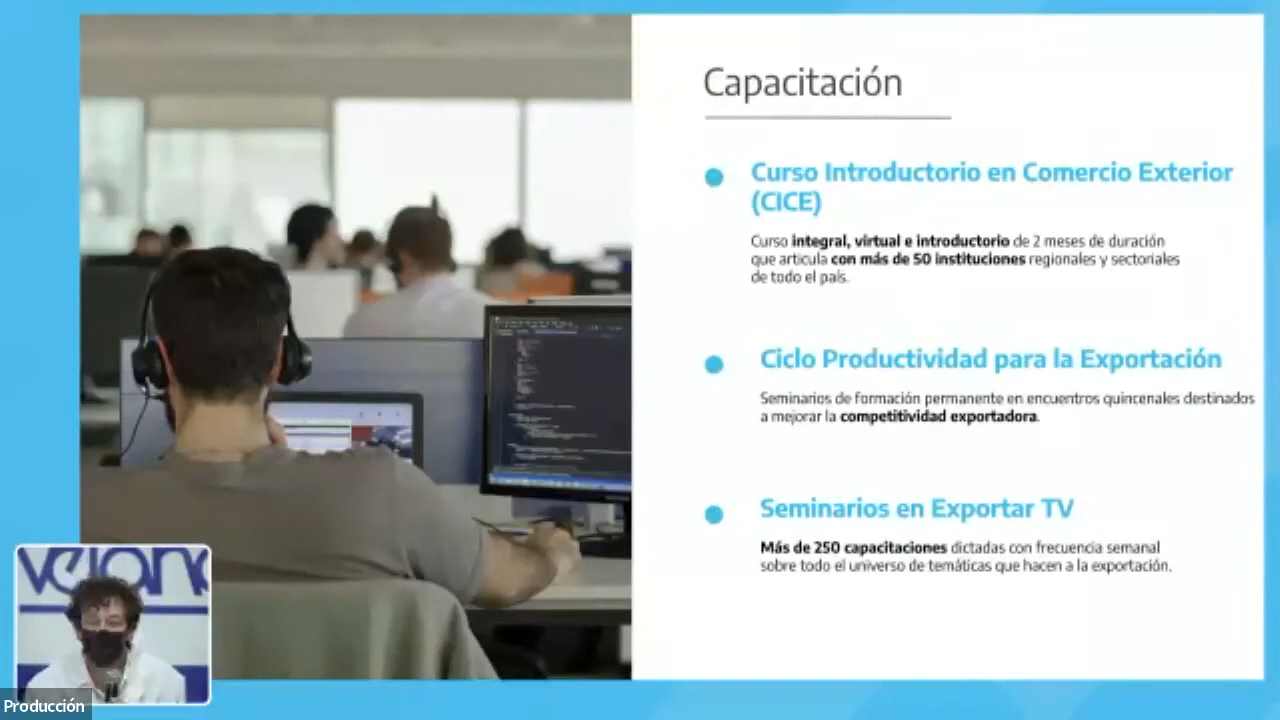 Capacitación
Curso Introductorio en Comercio Exterior
(CICE)
Curso integral, virtual e introductorio de 2 meses de duración
que articula con más de 50 instituciones regionales y sectoriales
de todo el país.
Ciclo Productividad para la Exportación
Seminarios de formación permanente en encuentros quincenales destinados
a mejorar la competitividad exportadora.
Seminarios en Exportar TV
Más de 250 capacitaciones dictadas con frecuencia semanal
sobre todo el universo de temáticas que hacen a la exportación.
Producción